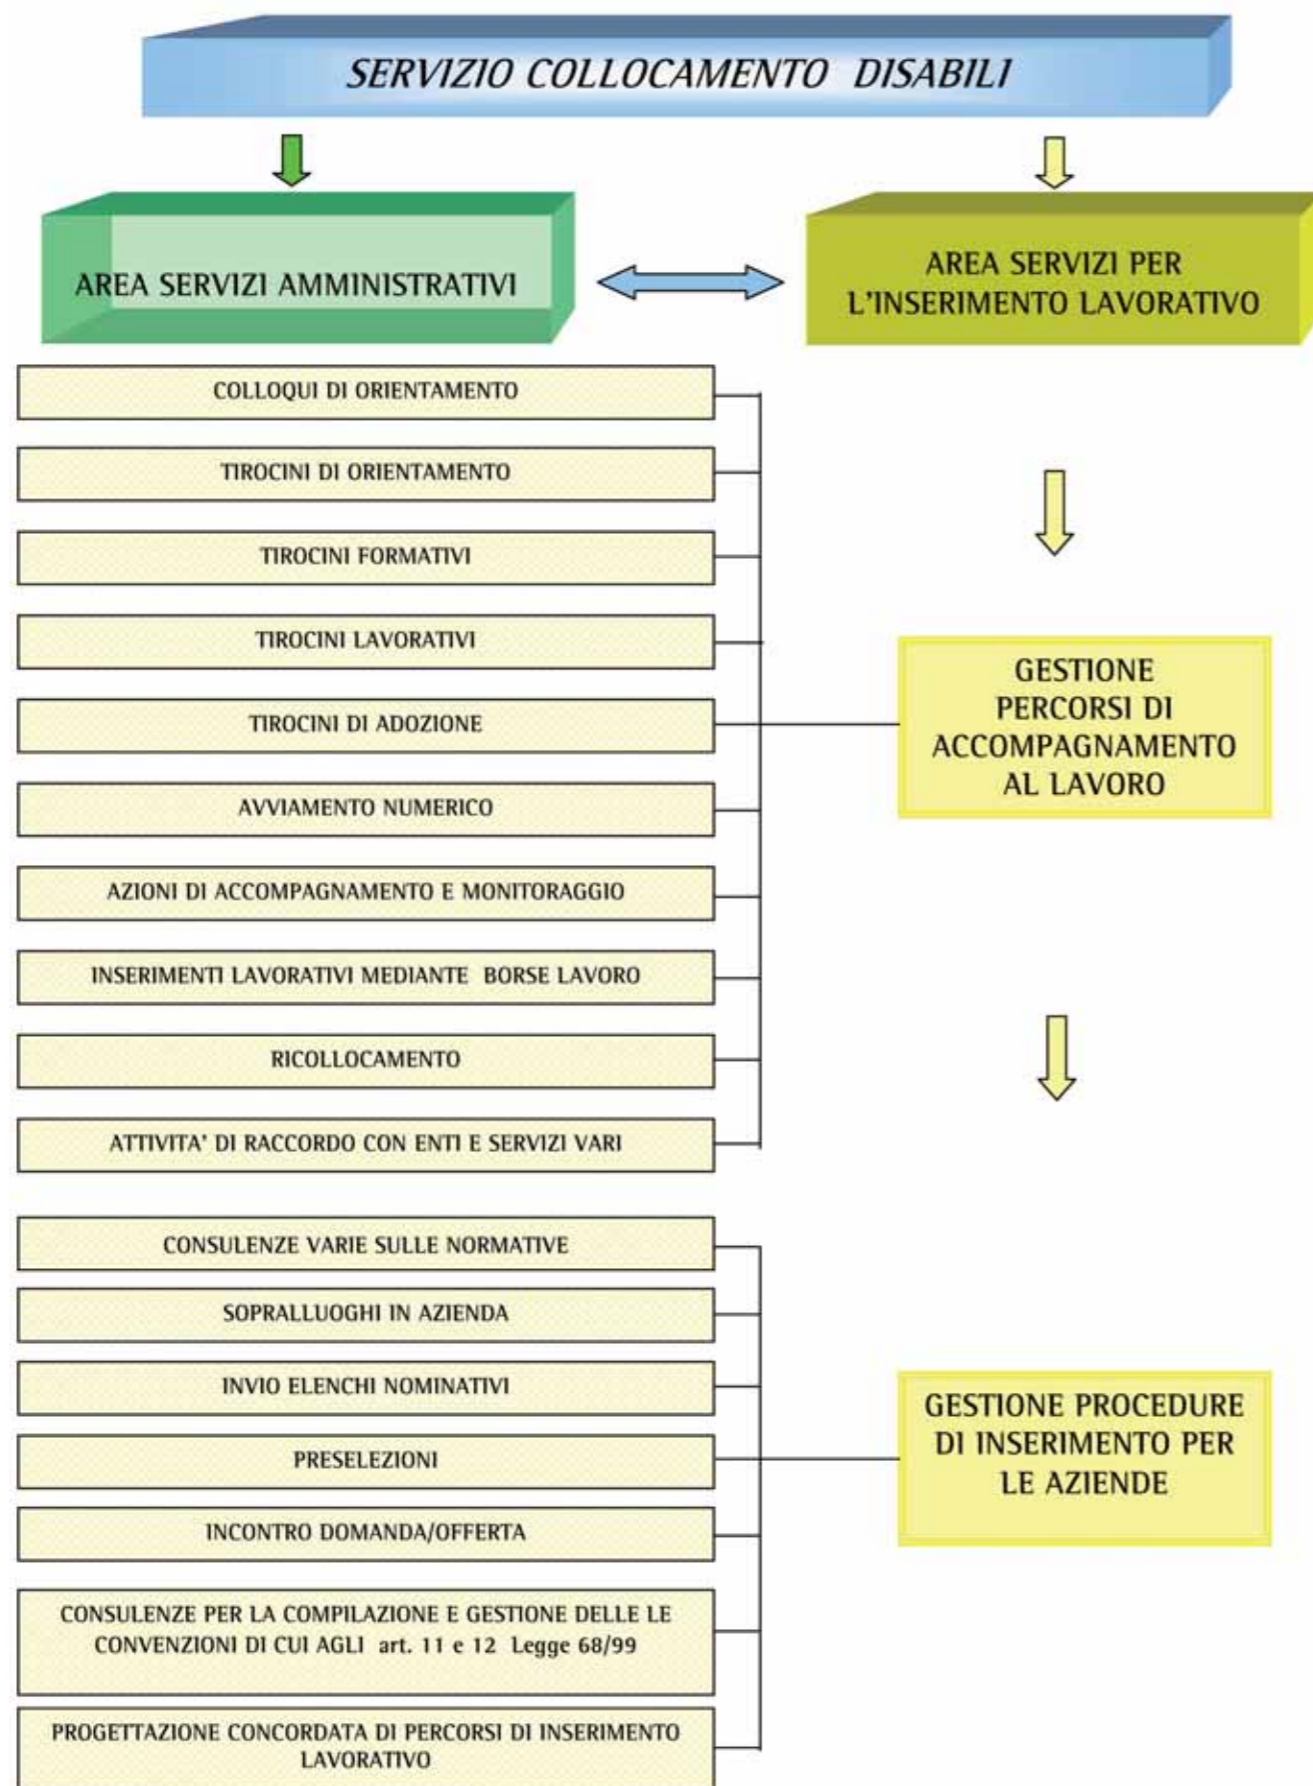 SERVIZIO COLLOCAMENTO DISABILI
AREA SERVIZI AMMINISTRATIVI
AREA SERVIZI PER
L'INSERIMENTO LAVORATIVO
COLLOQUI DI ORIENTAMENTO
TIROCINI DI ORIENTAMENTO
TIROCINI FORMATIVI
TIROCINI LAVORATIVI
TIROCINI DI ADOZIONE
AVVIAMENTO NUMERICO
AZIONI DI ACCOMPAGNAMENTO E MONITORAGGIO
INSERIMENTI LAVORATIVI MEDIANTE BORSE LAVORO
RICOLLOCAMENTO
ATTIVITA' DI RACCORDO CON ENTI E SERVIZI VARI
GESTIONE
PERCORSI DI
ACCOMPAGNAMENTO
AL LAVORO
CONSULENZE VARIE SULLE NORMATIVE
SOPRALLUOGHI IN AZIENDA
INVIO ELENCHI NOMINATIVI
PRESELEZIONI
INCONTRO DOMANDA/OFFERTA
CONSULENZE PER LA COMPILAZIONE E GESTIONE DELLE LE
CONVENZIONI DI CUI AGLI art. 11 e 12 Legge 68/99
PROGETTAZIONE CONCORDATA DI PERCORSI DI INSERIMENTO
LAVORATIVO
GESTIONE PROCEDURE
DI INSERIMENTO PER
LE AZIENDE